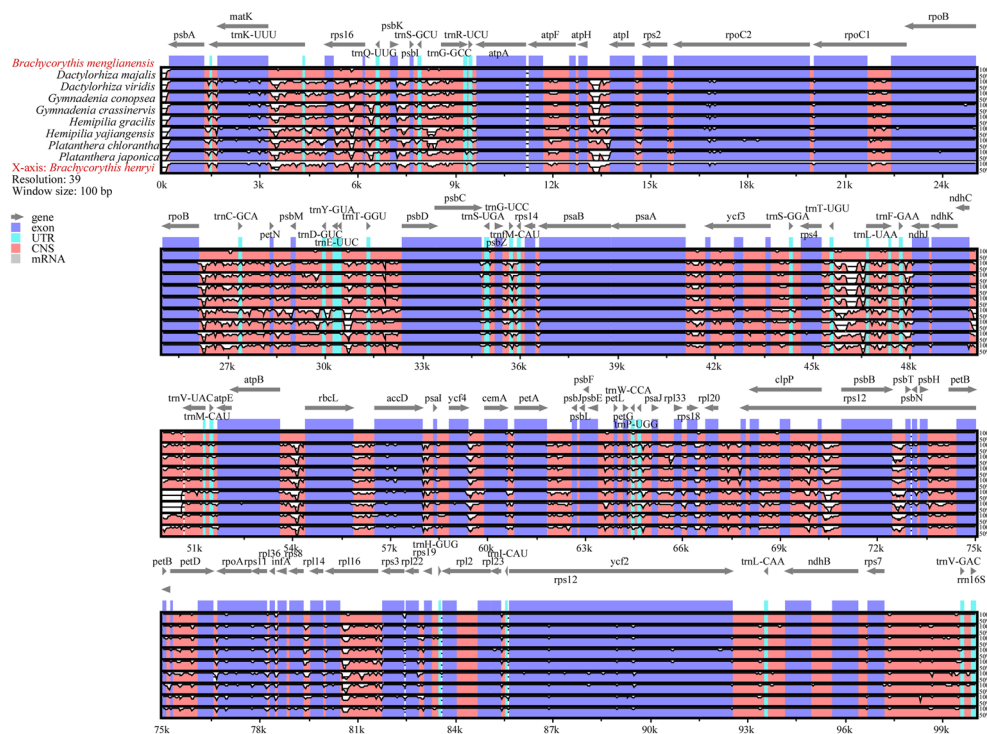 matK psbK rpoB
psbA trnK-UUU rps16 trnS-GCU trnR-UCU atpF atpH atpI rps2 rpoC2 rpoC1
trnQ-UUG psbI trnG-GCC atpA
Brachycorythis menglianensis
Dactylorhiza majalis
Dactylorhiza viridis
Gymnadenia conopsea
Gymnadenia crassinervis
Hemipilia gracilis
Hemipilia yajiangensis
Platanthera chlorantha
Platanthera japonica
X-axis: Brachycorythis henryi
Resolution: 39
Window size: 100 bp
0k 3k 6k 9k 12k 15k 18k 21k 24k
gene
exon
UTR
CNS
mRNA
psbC ndhC
trnY-GUA trnG-UCC trnT-UGU
rpoB trnC-GCA psbM trnT-GGU psbD trnS-UGA rps14 psaB psaA ycf3 trnS-GGA trnF-GAA ndhK
petN trnD-GUC trnfM-CAU rps4 trnL-UAA ndhJ
trnE-UUC psbZ
27k 30k 33k 36k 39k 42k 45k 48k
atpB psbF trnW-CCA clpP psbB psbT psbH petB
trnV-UAC atpE rbcL accD psaI ycf4 cemA petA psbJ psbE petL psaJ rpl33 rpl20 rps12 psbN
trnM-CAU psbL petG rps18
trnP-UGG
51k 54k 57k 60k 63k 66k 69k 72k 75k
trnH-GUG
rpl36 rps8 rps19 trnI-CAU trnV-GAC
petB petD rpoA rps11 infA rpl14 rpl16 rps3 rpl22 rpl2 rpl23 ycf2 trnL-CAA ndhB rps7 rrn16S
rps12
75k 78k 81k 84k 87k 90k 93k 96k 99k